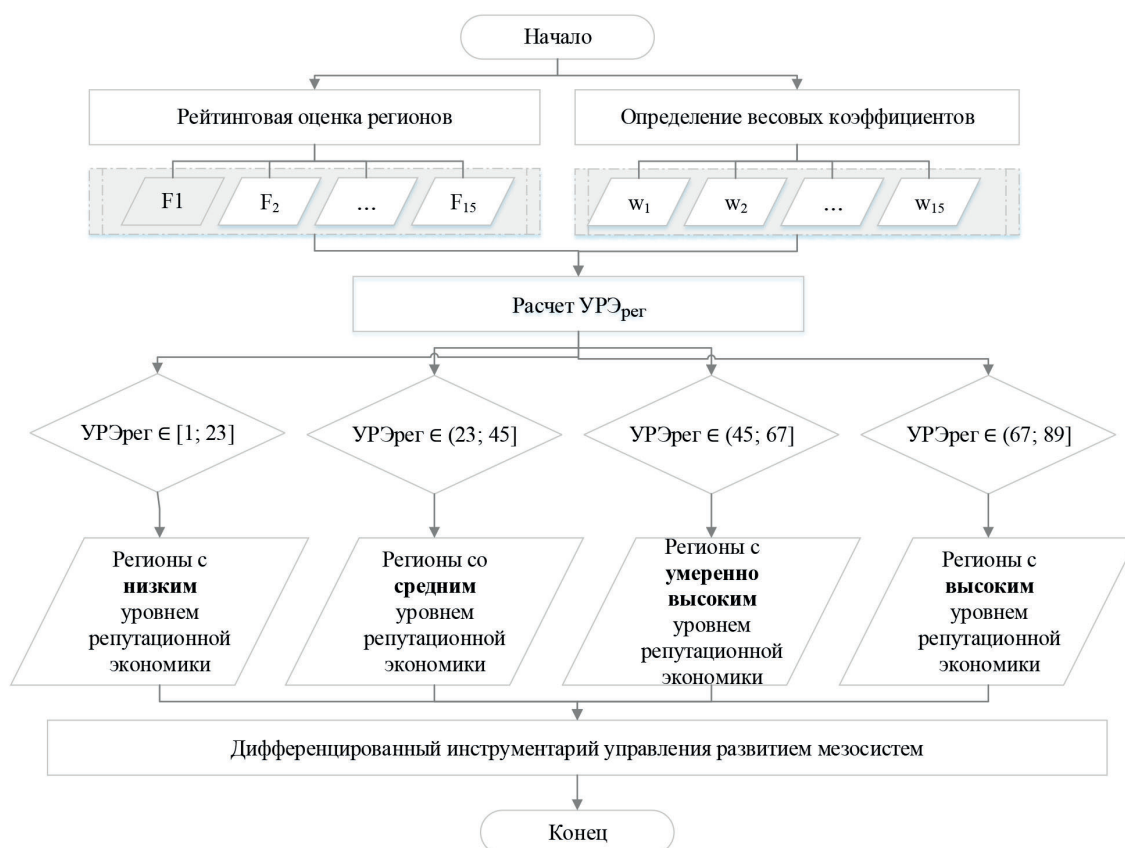 Начало
Рейтинговая оценка регионов
Определение весовых коэффициентов
F1
F2
...
F15
w1
w2
...
w15
Расчет УРЭрег
УРЭрег ∈ [1; 23]
УРЭрег ∈ (23; 45]
УРЭрег ∈ (45; 67]
УРЭрег ∈ (67; 89]
Регионы с
низким
уровнем
репутационной
экономики
Регионы со
средним
уровнем
репутационной
экономики
Регионы с
умеренно
высоким
уровнем
репутационной
экономики
Регионы с
высоким
уровнем
репутационной
экономики
Дифференцированный инструментарий управления развитием мезосистем
Конец